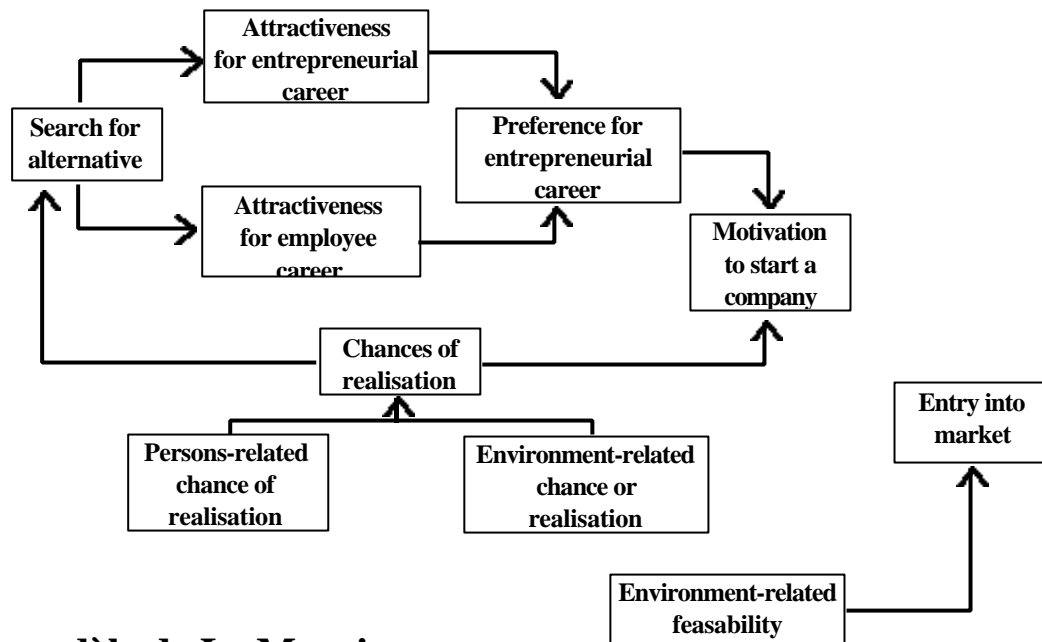 Attractiveness
for entrepreneurial
career
Search for
alternative
Preference for
entrepreneurial
career
Attractiveness
for employee
career
Motivation
to start a
company
Chances of
realisation
Entry into
market
Persons-related
chance of
realisation
Environment-related
chance or
realisation
Environment-related
feasability